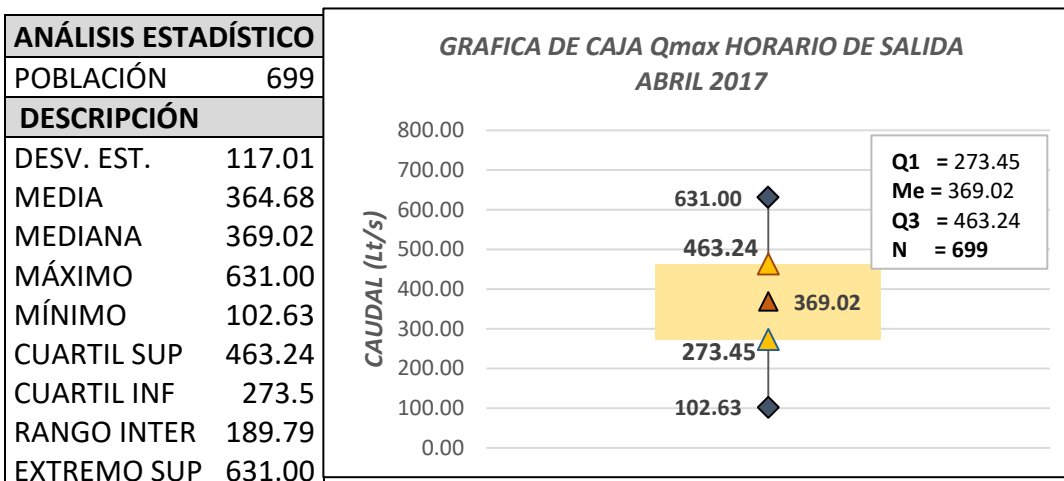 ANÁLISIS ESTADÍSTICO
POBLACIÓN 699
DESCRIPCIÓN
DESV. EST. 117.01
MEDIA 364.68
MEDIANA 369.02
MÁXIMO 631.00
MÍNIMO 102.63
CUARTIL SUP 463.24
CUARTIL INF 273.5
RANGO INTER 189.79
EXTREMO SUP 631.00
GRAFICA DE CAJA Qmax HORARIO DE SALIDA
ABRIL 2017
CAUDAL (Lt/s)
800.00
700.00
600.00
500.00
400.00
300.00
200.00
100.00
0.00
631.00
463.24
369.02
273.45
102.63
Q1 = 273.45
Me = 369.02
Q3 = 463.24
N = 699